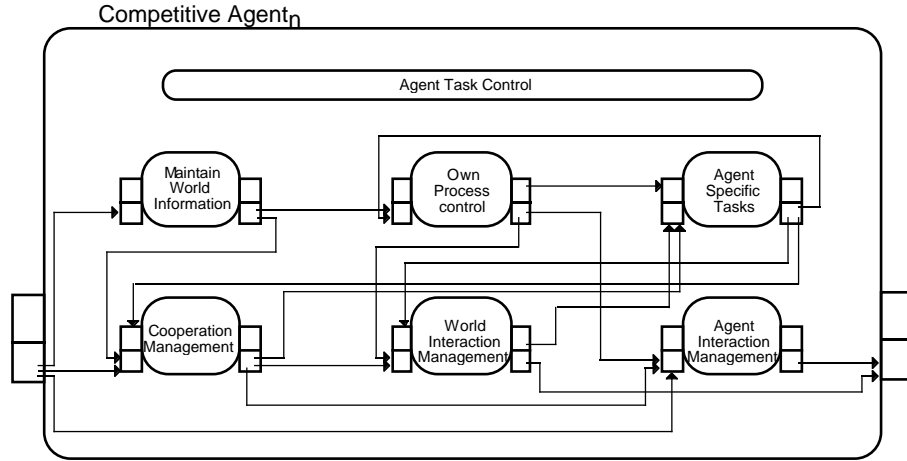 Competitive Agentn
Agent Task Control
Maintain
World
Information
Own
Process
control
Agent
Specific
Tasks
Cooperation
Management
World
Interaction
Management
Agent
Interaction
Management